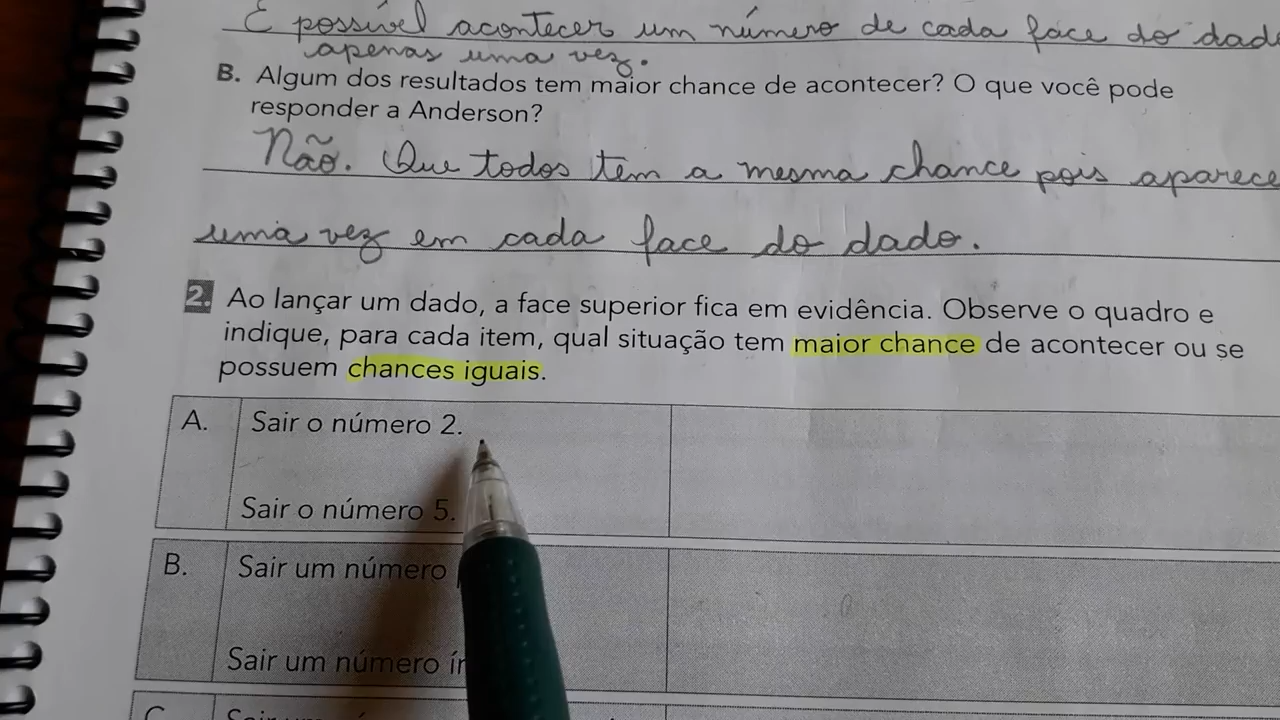 É possível acontecer um número de cada face do dado
apenas uma vez.
B. Algum dos resultados tem maior chance de acontecer? O que você pode
responder a Anderson?
Não. Que todos têm a mesma chance pois aparece
uma vez em cada face do dado.
2. Ao lançar um dado, a face superior fica em evidência. Observe o quadro e
indique, para cada item, qual situação tem maior chance de acontecer ou se
possuem chances iguais.
A. Sair o número 2.
Sair o número 5.
B. Sair um número
Sair um número
C.